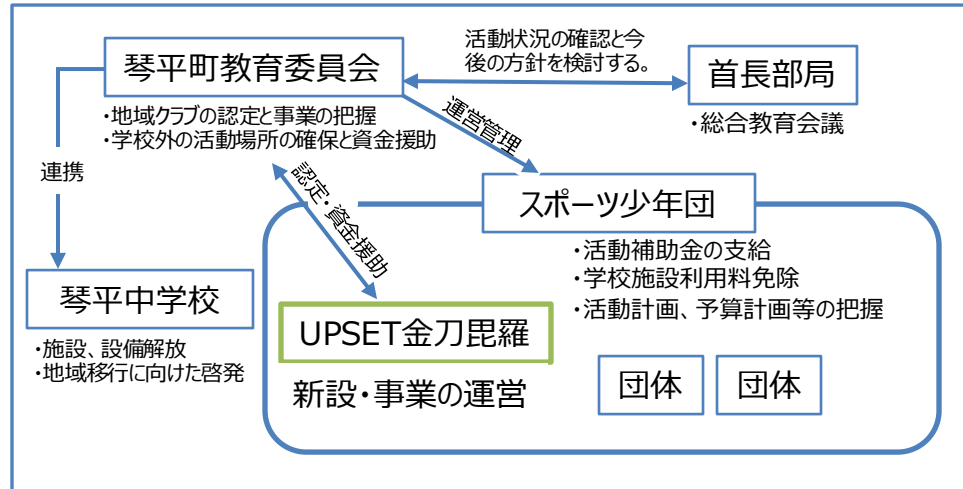 活動状況の確認と今
後の方針を検討する。
琴平町教育委員会
首長部局
・地域クラブの認定と事業の把握
・学校外の活動場所の確保と資金援助
・総合教育会議
運営管理
連携
認定・資金援助
スポーツ少年団
・活動補助金の支給
・学校施設利用料免除
・活動計画、予算計画等の把握
琴平中学校
・施設、設備解放
・地域移行に向けた啓発
UPSET金刀毘羅
新設・事業の運営
団体
団体